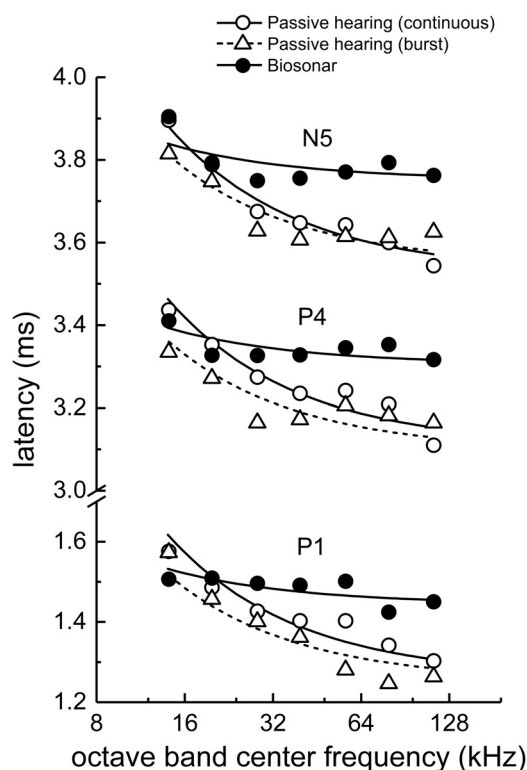 Passive hearing (continuous)
Passive hearing (burst)
Biosonar
4.0
N5
3.8
3.6
3.4
P4
3.2
3.0
latency (ms)
1.6
P1
1.4
1.2
8 16 32 64 128
octave band center frequency (kHz)